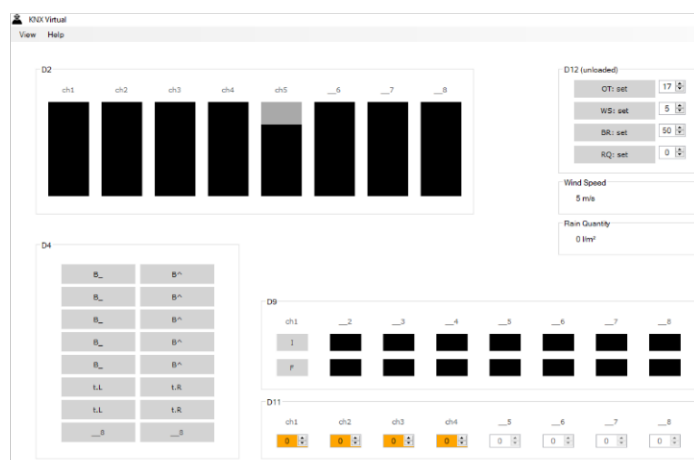 KNX Virtual
View Help
D2
ch1 ch2 ch3 ch4 ch5 __6 __7 __8
D12 (unloaded)
OT: set 17
WS: set 5
BR: set 50
RQ: set 0
Wind Speed
5 m/s
Rain Quantity
0 l/m²
D4
B_ B^
B_ B^
B_ B^
B_ B^
B_ B^
t.L t.R
t.L t.R
__8 __8
D9
ch1 __2 __3 __4 __5 __6 __7 __8
I
F
D11
ch1 ch2 ch3 ch4 __5 __6 __7 __8
0 0 0 0 0 0 0 0